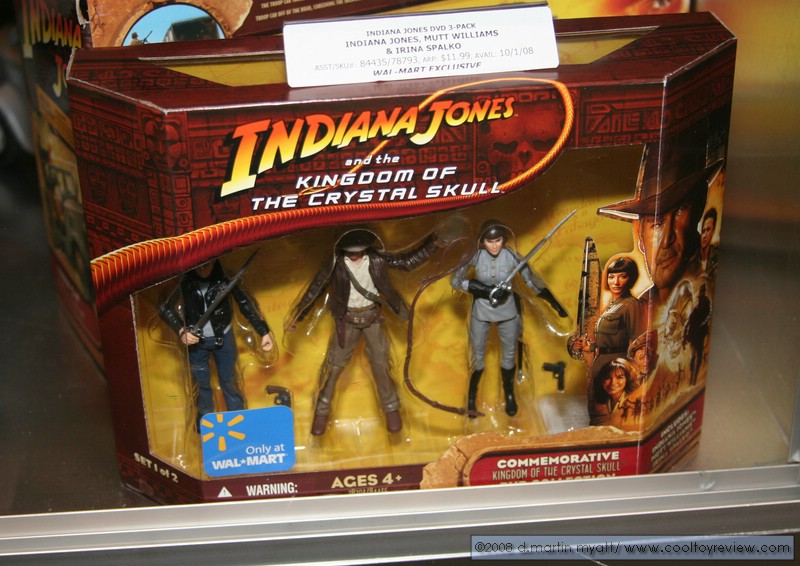 INDIANA JONES DVD 3-PACK
INDIANA JONES, MUTT WILLIAMS
& IRINA SPALKO
ASST/SKU#: 84435/78793, ARP: $11.99, AVAIL: 10/1/08
WAL-MART EXCLUSIVE
INDIANA
INDIANA JONES
and the
KINGDOM OF
THE CRYSTAL SKULL
Only at
WAL★MART
SET 1 of 2
WARNING:
AGES 4+
COMMEMORATIVE
KINGDOM OF THE CRYSTAL SKULL
DVD COLLECTION
©2008 d.martin myatt/ www.cooltoyreview.com